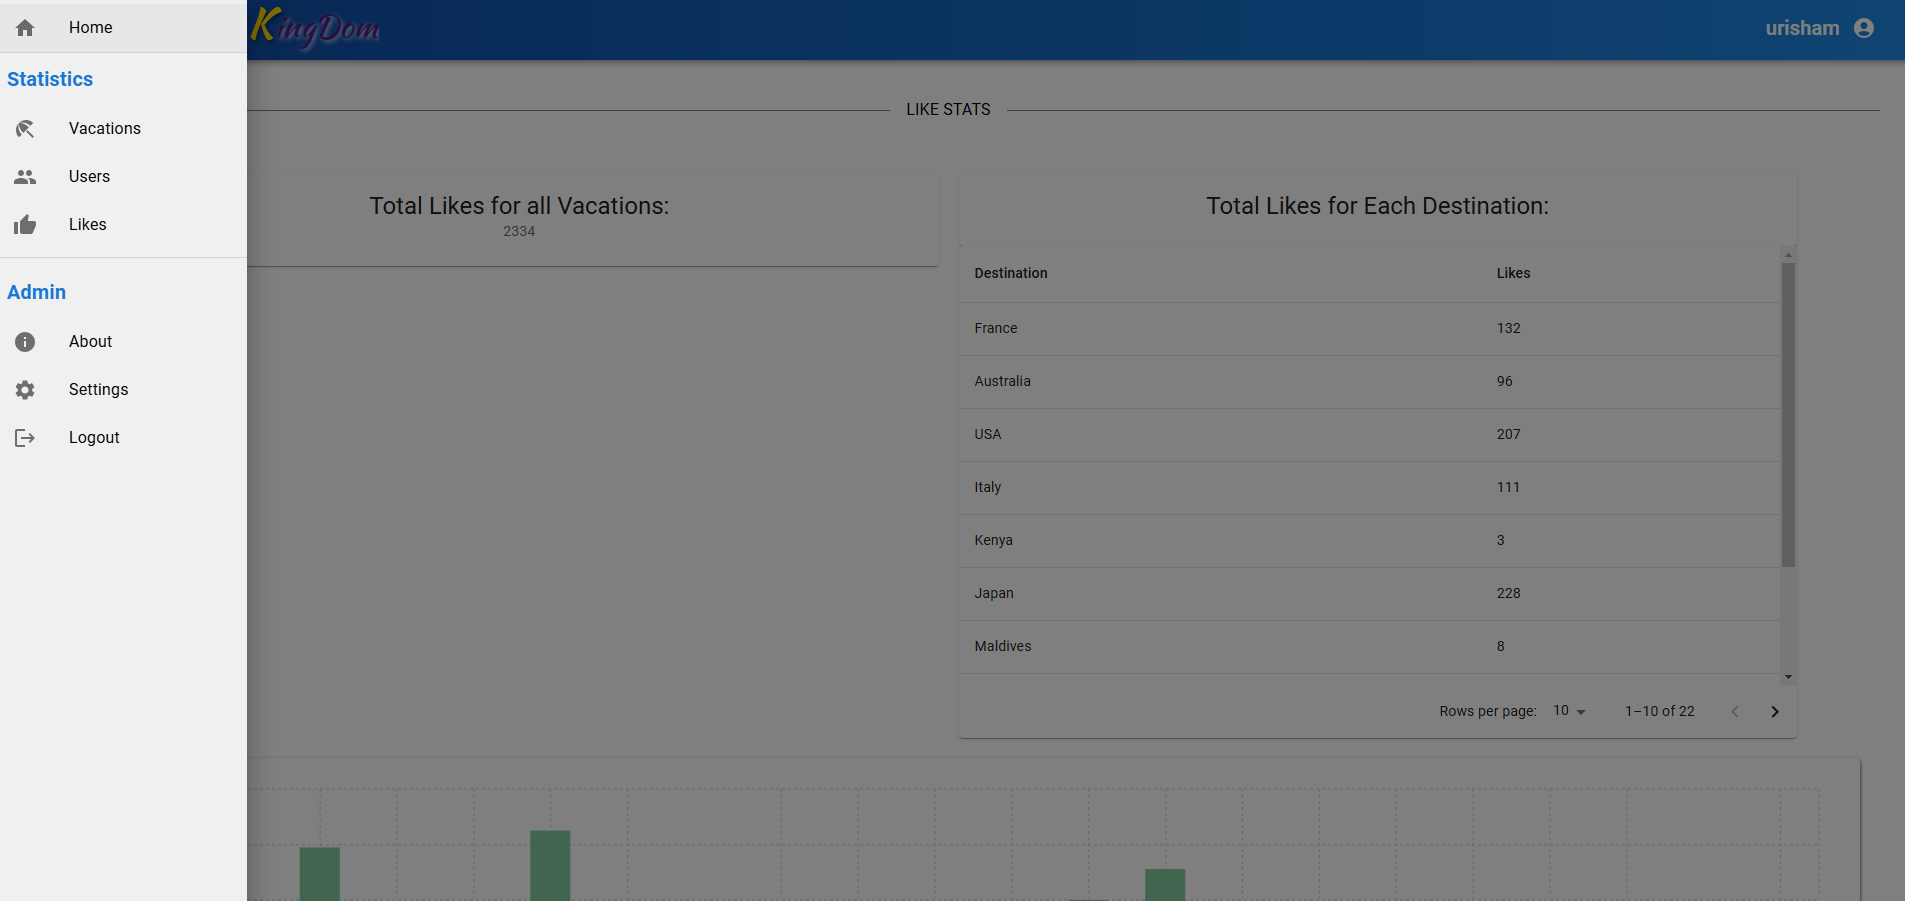 Home
Statistics
Vacations
Users
Likes
Admin
About
Settings
Logout
KingDom
urisham
LIKE STATS
Total Likes for all Vacations:
2334
Total Likes for Each Destination:
Destination Likes
France 132
Australia 96
USA 207
Italy 111
Kenya 3
Japan 228
Maldives 8
Rows per page: 10 1–10 of 22